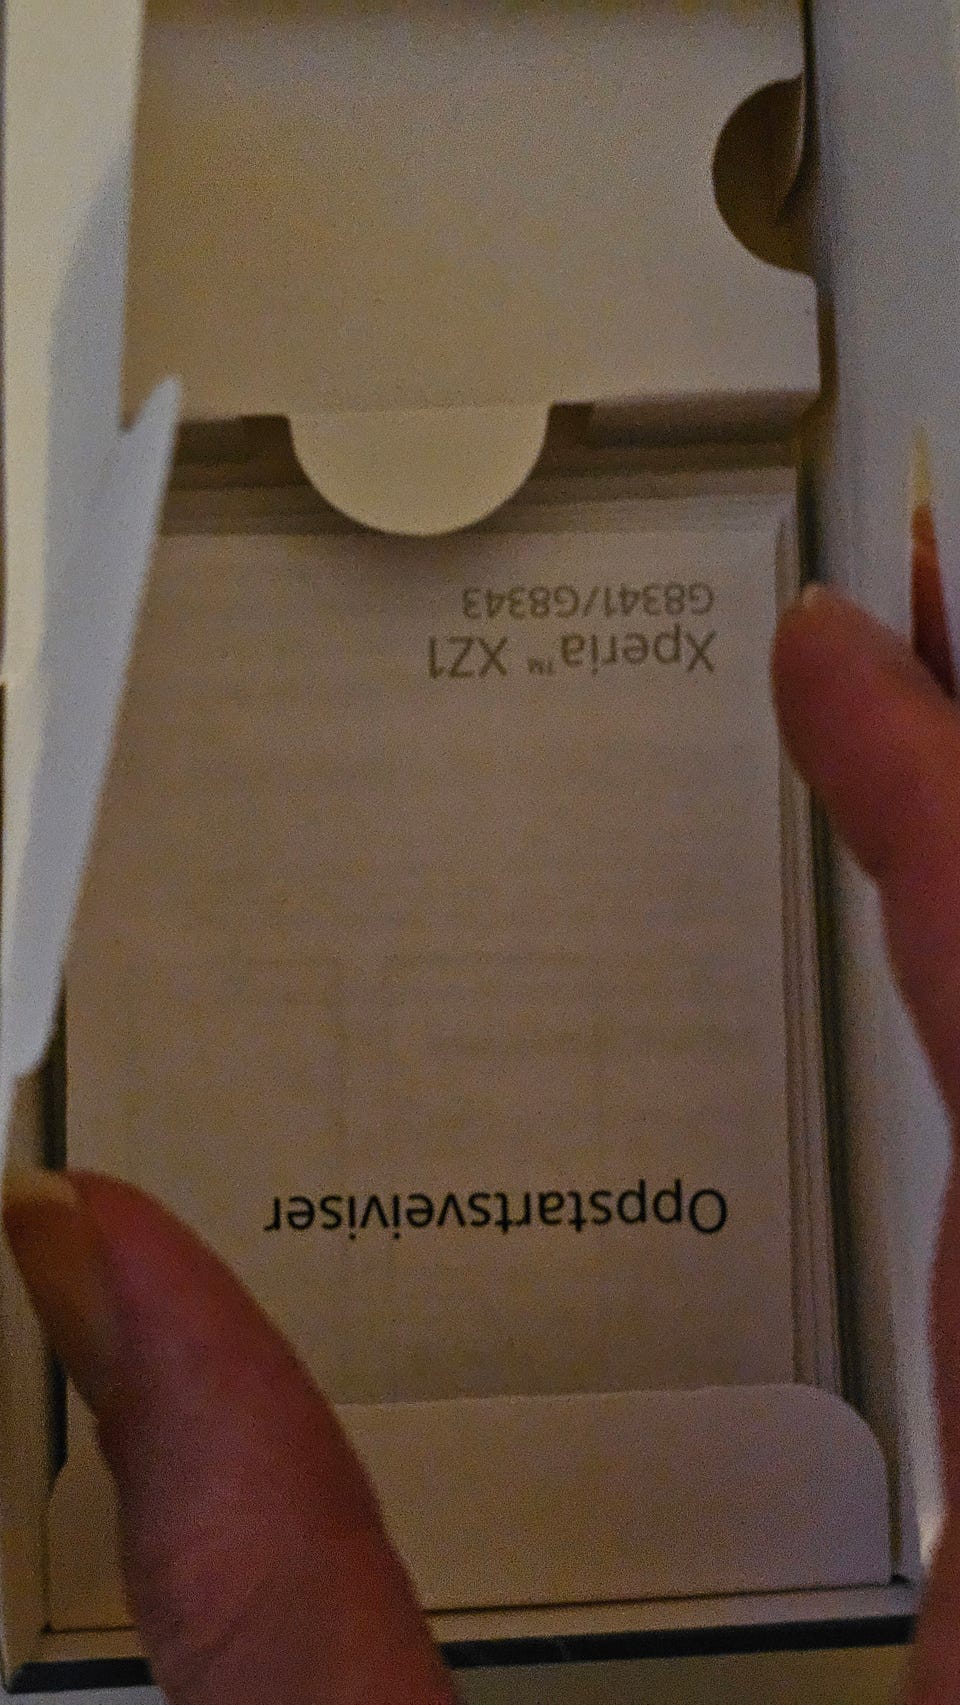 Oppstartsveiviser
Xperia™ XZ1
G8341/G8343